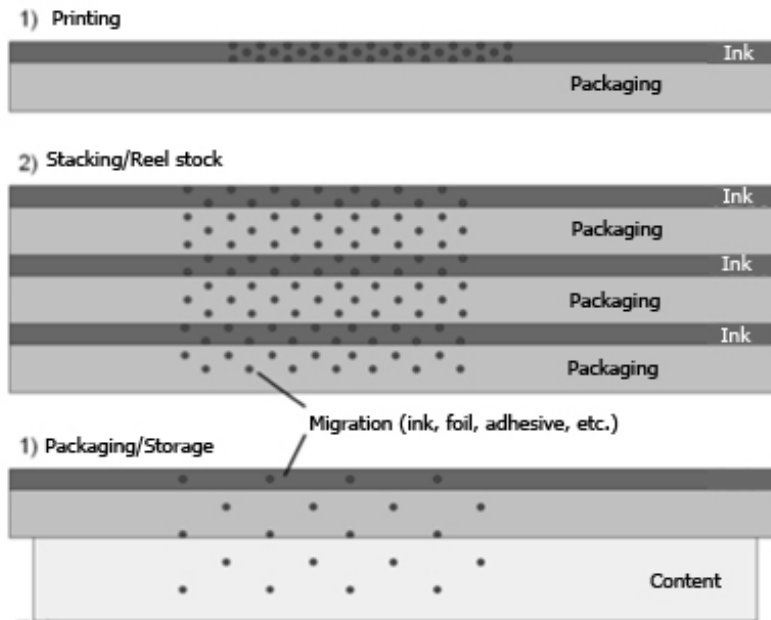 1) Printing
Ink
Packaging
2) Stacking/Reel stock
Ink
Packaging
Ink
Packaging
Ink
Packaging
Migration (ink, foil, adhesive, etc.)
1) Packaging/Storage
Content